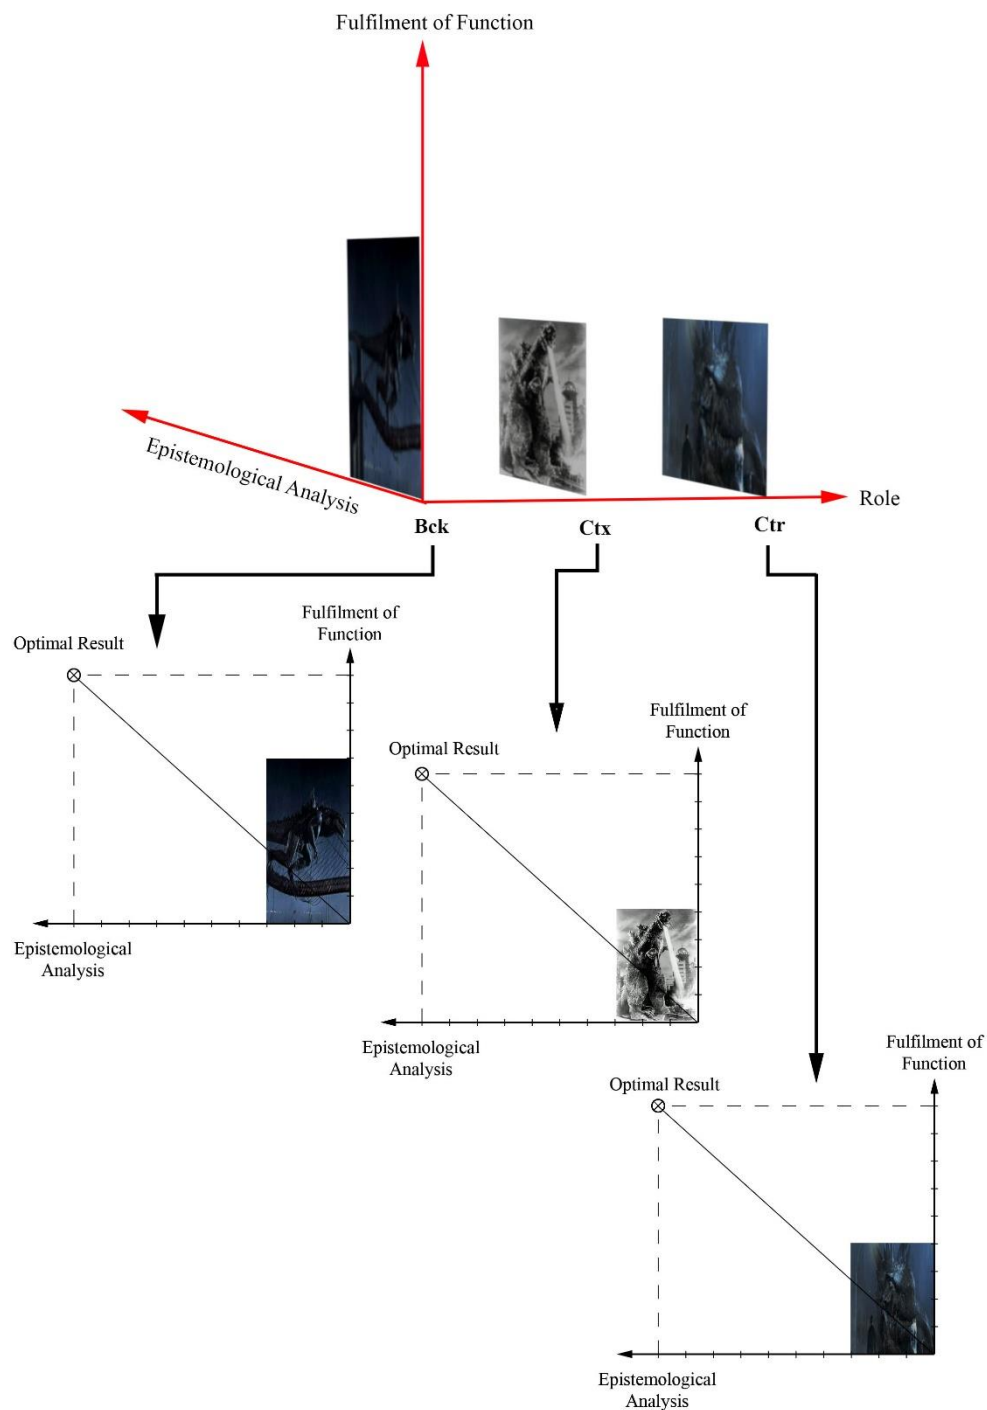 Fulfilment of Function
Epistemological Analysis
Role
Bck
Ctx
Ctr
Fulfilment of
Function
Optimal Result
Epistemological
Analysis
Fulfilment of
Function
Optimal Result
Epistemological
Analysis
Fulfilment of
Function
Optimal Result
Epistemological
Analysis